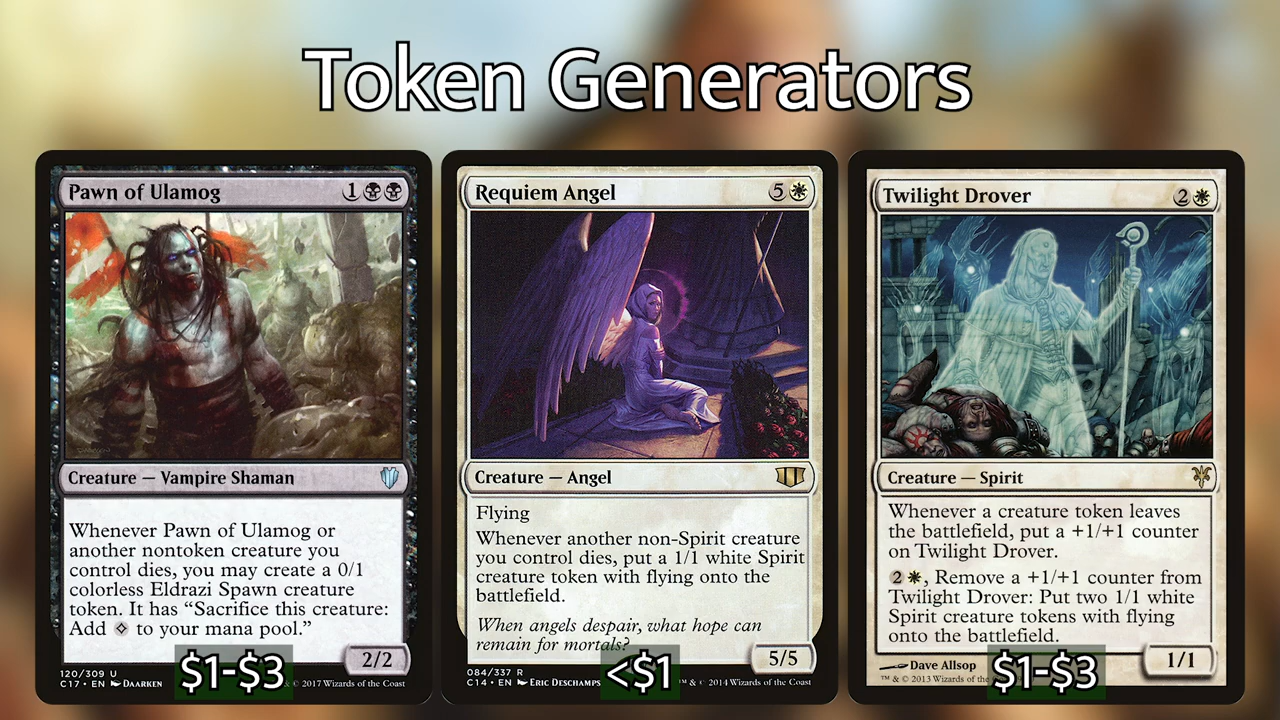 Token Generators
Pawn of Ulamog 1
Creature — Vampire Shaman
Whenever Pawn of Ulamog or
another nontoken creature you
control dies, you may create a 0/1
colorless Eldrazi Spawn creature
token. It has “Sacrifice this creature:
Add to your mana pool.”
2/2
120/309 U
C17 • EN Daarken & © 2017 Wizards of the Coast
$1-$3
Requiem Angel 5
Creature — Angel
Flying
Whenever another non-Spirit creature
you control dies, put a 1/1 white Spirit
creature token with flying onto the
battlefield.
When angels despair, what hope can
remain for mortals?
5/5
084/337 R
C14 • EN Eric Deschamps ™ & © 2014 Wizards of the Coast
<$1
Twilight Drover 2
Creature — Spirit
Whenever a creature token leaves
the battlefield, put a +1/+1 counter
on Twilight Drover.
2, Remove a +1/+1 counter from
Twilight Drover: Put two 1/1 white
Spirit creature tokens with flying
onto the battlefield.
1/1
Dave Allsop
™ & © 2013 Wizards of the Coast
$1-$3